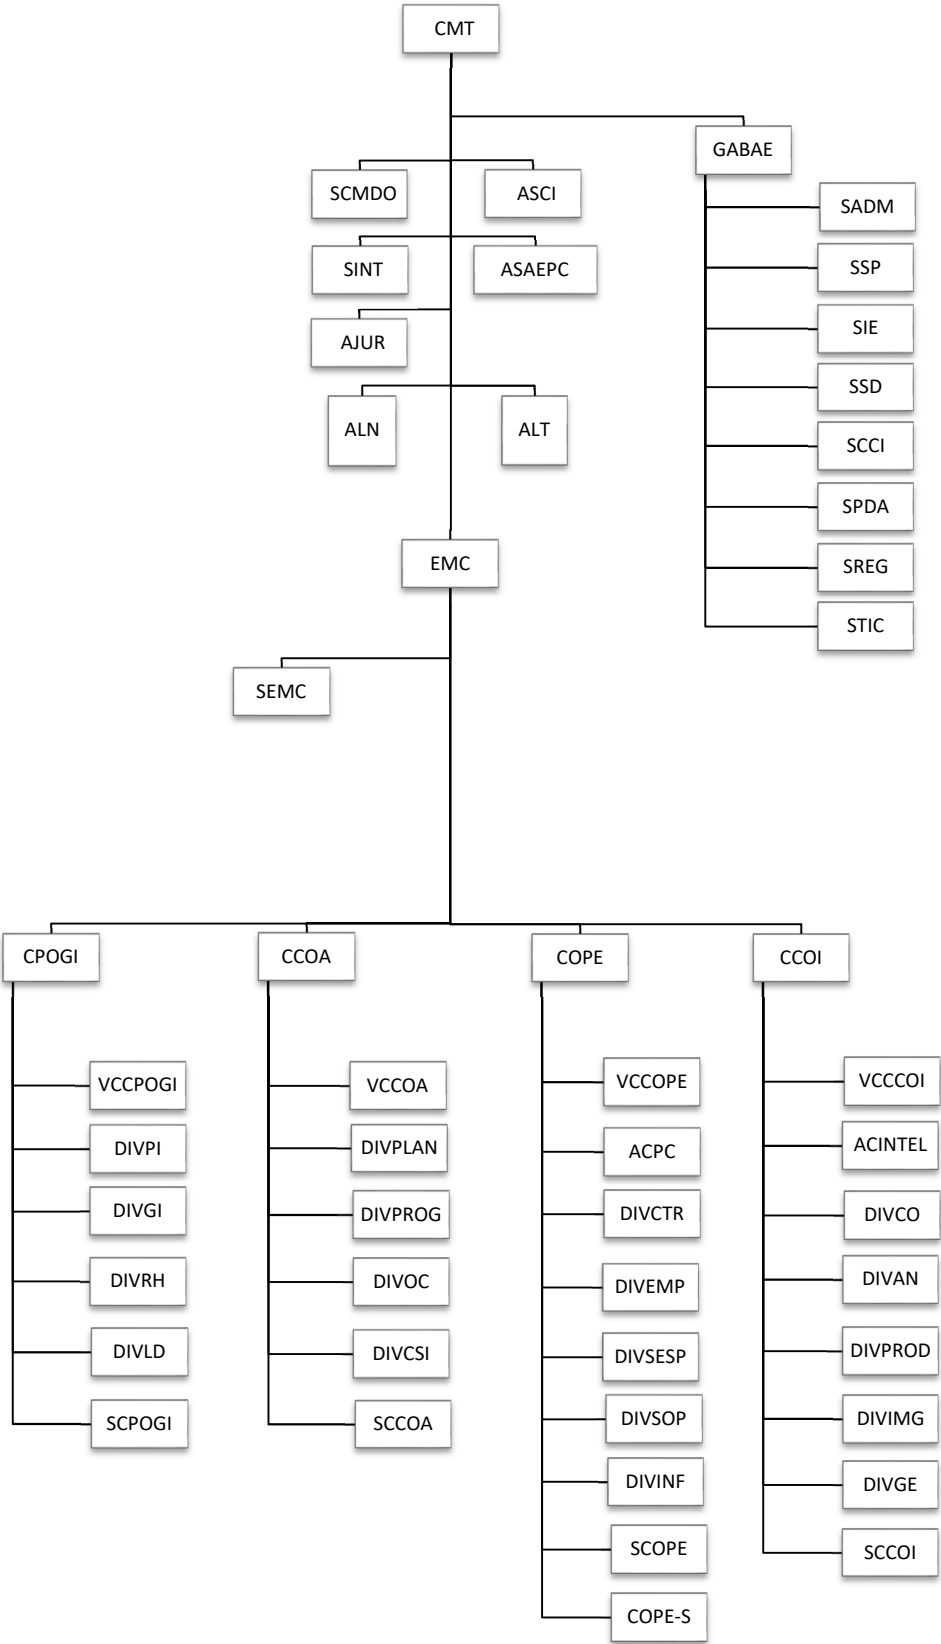 CMT
GABAE
SCMDO
ASCI
SINT
ASAEPC
AJUR
ALN
ALT
SADM
SSP
SIE
SSD
SCCI
SPDA
SREG
STIC
EMC
SEMC
CPOGI
VCCPOGI
DIVPI
DIVGI
DIVRH
DIVLD
SCPOGI
CCOA
VCCOA
DIVPLAN
DIVPROG
DIVOC
DIVCSI
SCCOA
COPE
VCCOPE
ACPC
DIVCTR
DIVEMP
DIVSESP
DIVSOP
DIVINF
SCOPE
COPE-S
CCOI
VCCCOI
ACINTEL
DIVCO
DIVAN
DIVPROD
DIVIMG
DIVGE
SCCOI